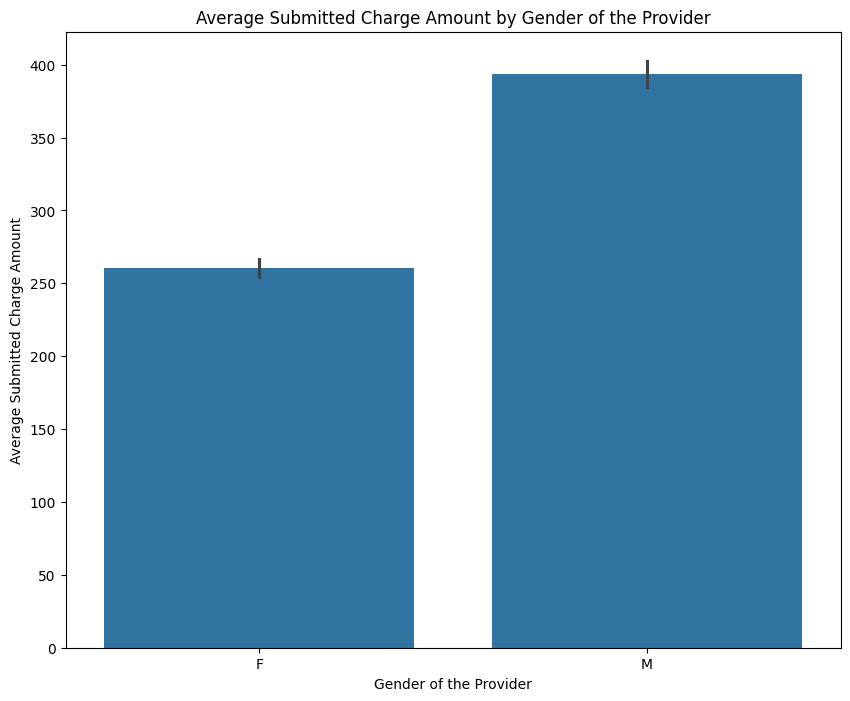 Average Submitted Charge Amount by Gender of the Provider
Average Submitted Charge Amount
400
350
300
250
200
150
100
50
0
F
M
Gender of the Provider